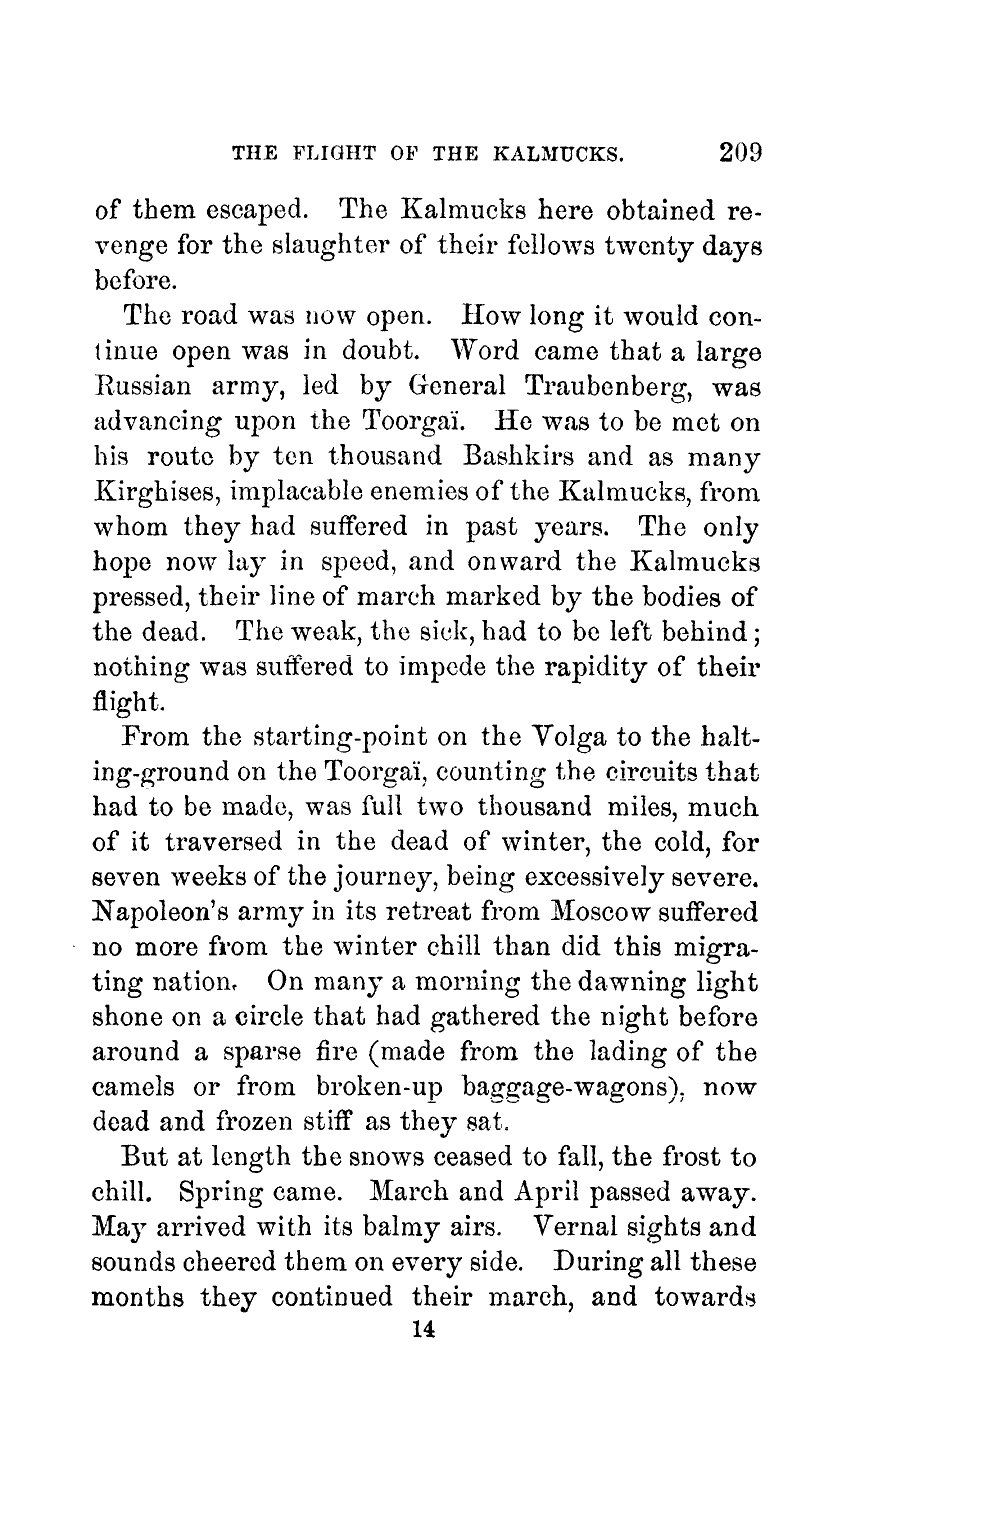 THE FLIGHT OF THE KALMUCKS. 209
of them escaped. The Kalmucks here obtained re-
venge for the slaughter of their fellows twenty days
before.
The road was now open. How long it would con-
tinue open was in doubt. Word came that a large
Russian army, led by General Traubenberg, was
advancing upon the Toorgaï. He was to be met on
his route by ten thousand Bashkirs and as many
Kirghises, implacable enemies of the Kalmucks, from
whom they had suffered in past years. The only
hope now lay in speed, and onward the Kalmucks
pressed, their line of march marked by the bodies of
the dead. The weak, the sick, had to be left behind;
nothing was suffered to impede the rapidity of their
flight.
From the starting-point on the Volga to the halt-
ing-ground on the Toorgaï, counting the circuits that
had to be made, was full two thousand miles, much
of it traversed in the dead of winter, the cold, for
seven weeks of the journey, being excessively severe.
Napoleon's army in its retreat from Moscow suffered
no more from the winter chill than did this migra-
ting nation. On many a morning the dawning light
shone on a circle that had gathered the night before
around a sparse fire (made from the lading of the
camels or from broken-up baggage-wagons), now
dead and frozen stiff as they sat.
But at length the snows ceased to fall, the frost to
chill. Spring came. March and April passed away.
May arrived with its balmy airs. Vernal sights and
sounds cheered them on every side. During all these
months they continued their march, and towards
14